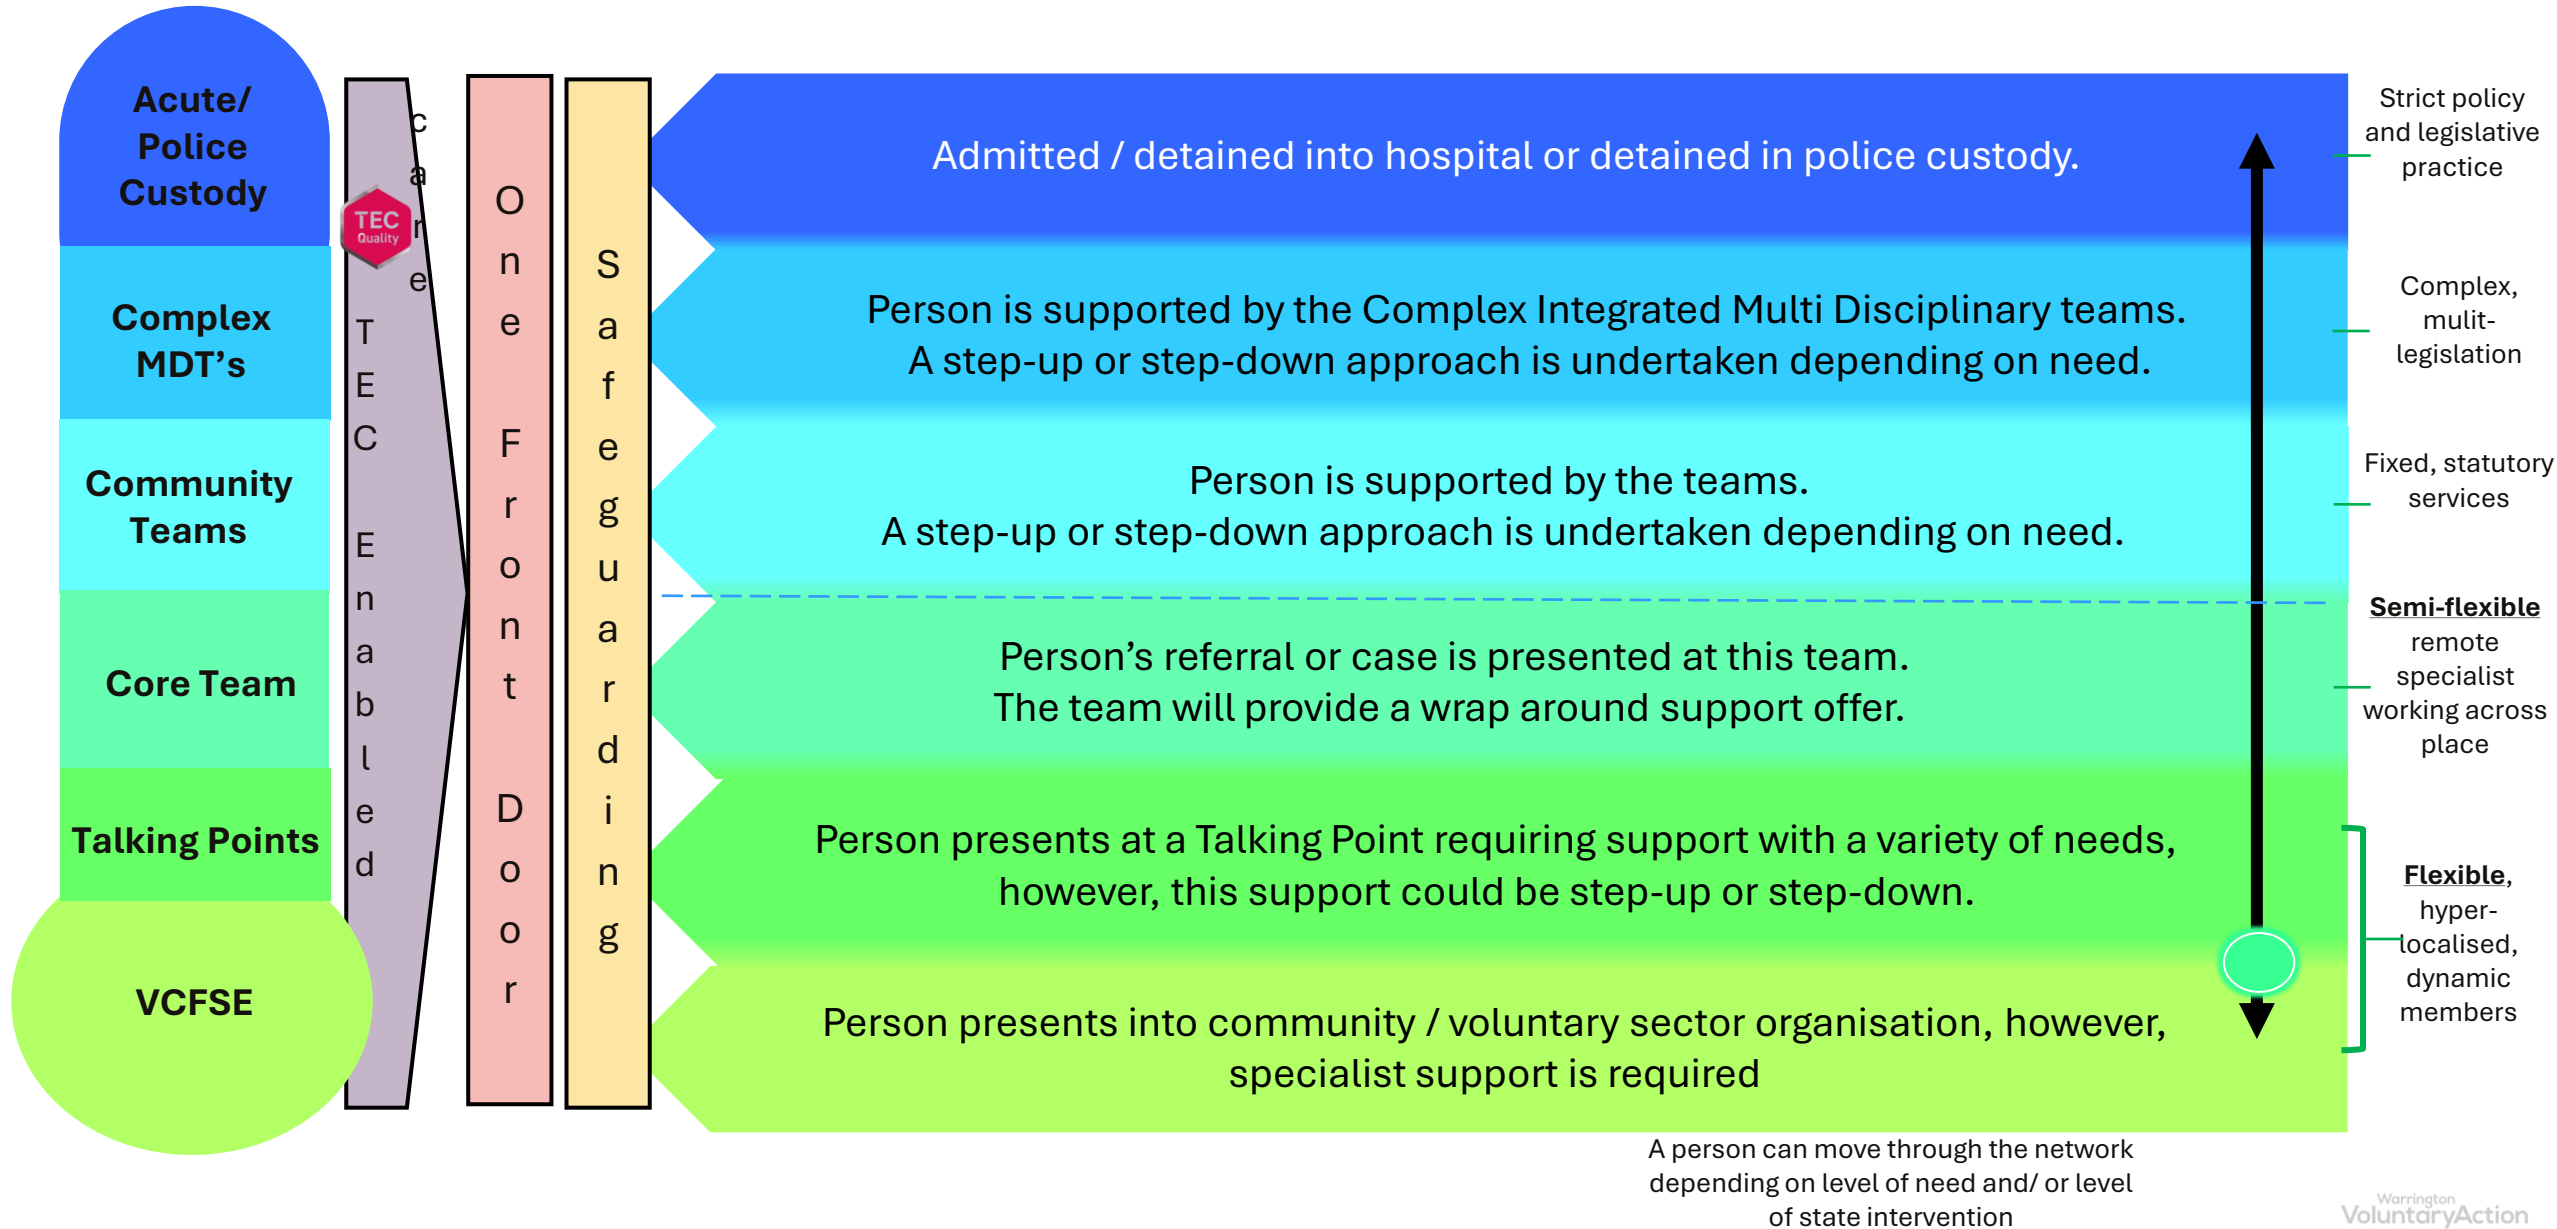 Acute/
Police
Custody
Complex
MDT's
Community
Teams
Core Team
Talking Points
VCFSE
TEC
Quality
TEC Enabled
care
One Front Door
Safeguarding
Admitted / detained into hospital or detained in police custody.
Person is supported by the Complex Integrated Multi Disciplinary teams.
A step-up or step-down approach is undertaken depending on need.
Person is supported by the teams.
A step-up or step-down approach is undertaken depending on need.
Person's referral or case is presented at this team.
The team will provide a wrap around support offer.
Person presents at a Talking Point requiring support with a variety of needs,
however, this support could be step-up or step-down.
Person presents into community / voluntary sector organisation, however,
specialist support is required
Strict policy
and legislative
practice
Complex,
mulit-
legislation
Fixed, statutory
services
Semi-flexible
remote
specialist
working across
place
Flexible,
hyper-
localised,
dynamic
members
A person can move through the network
depending on level of need and/ or level
of state intervention
Warrington
VoluntaryAction